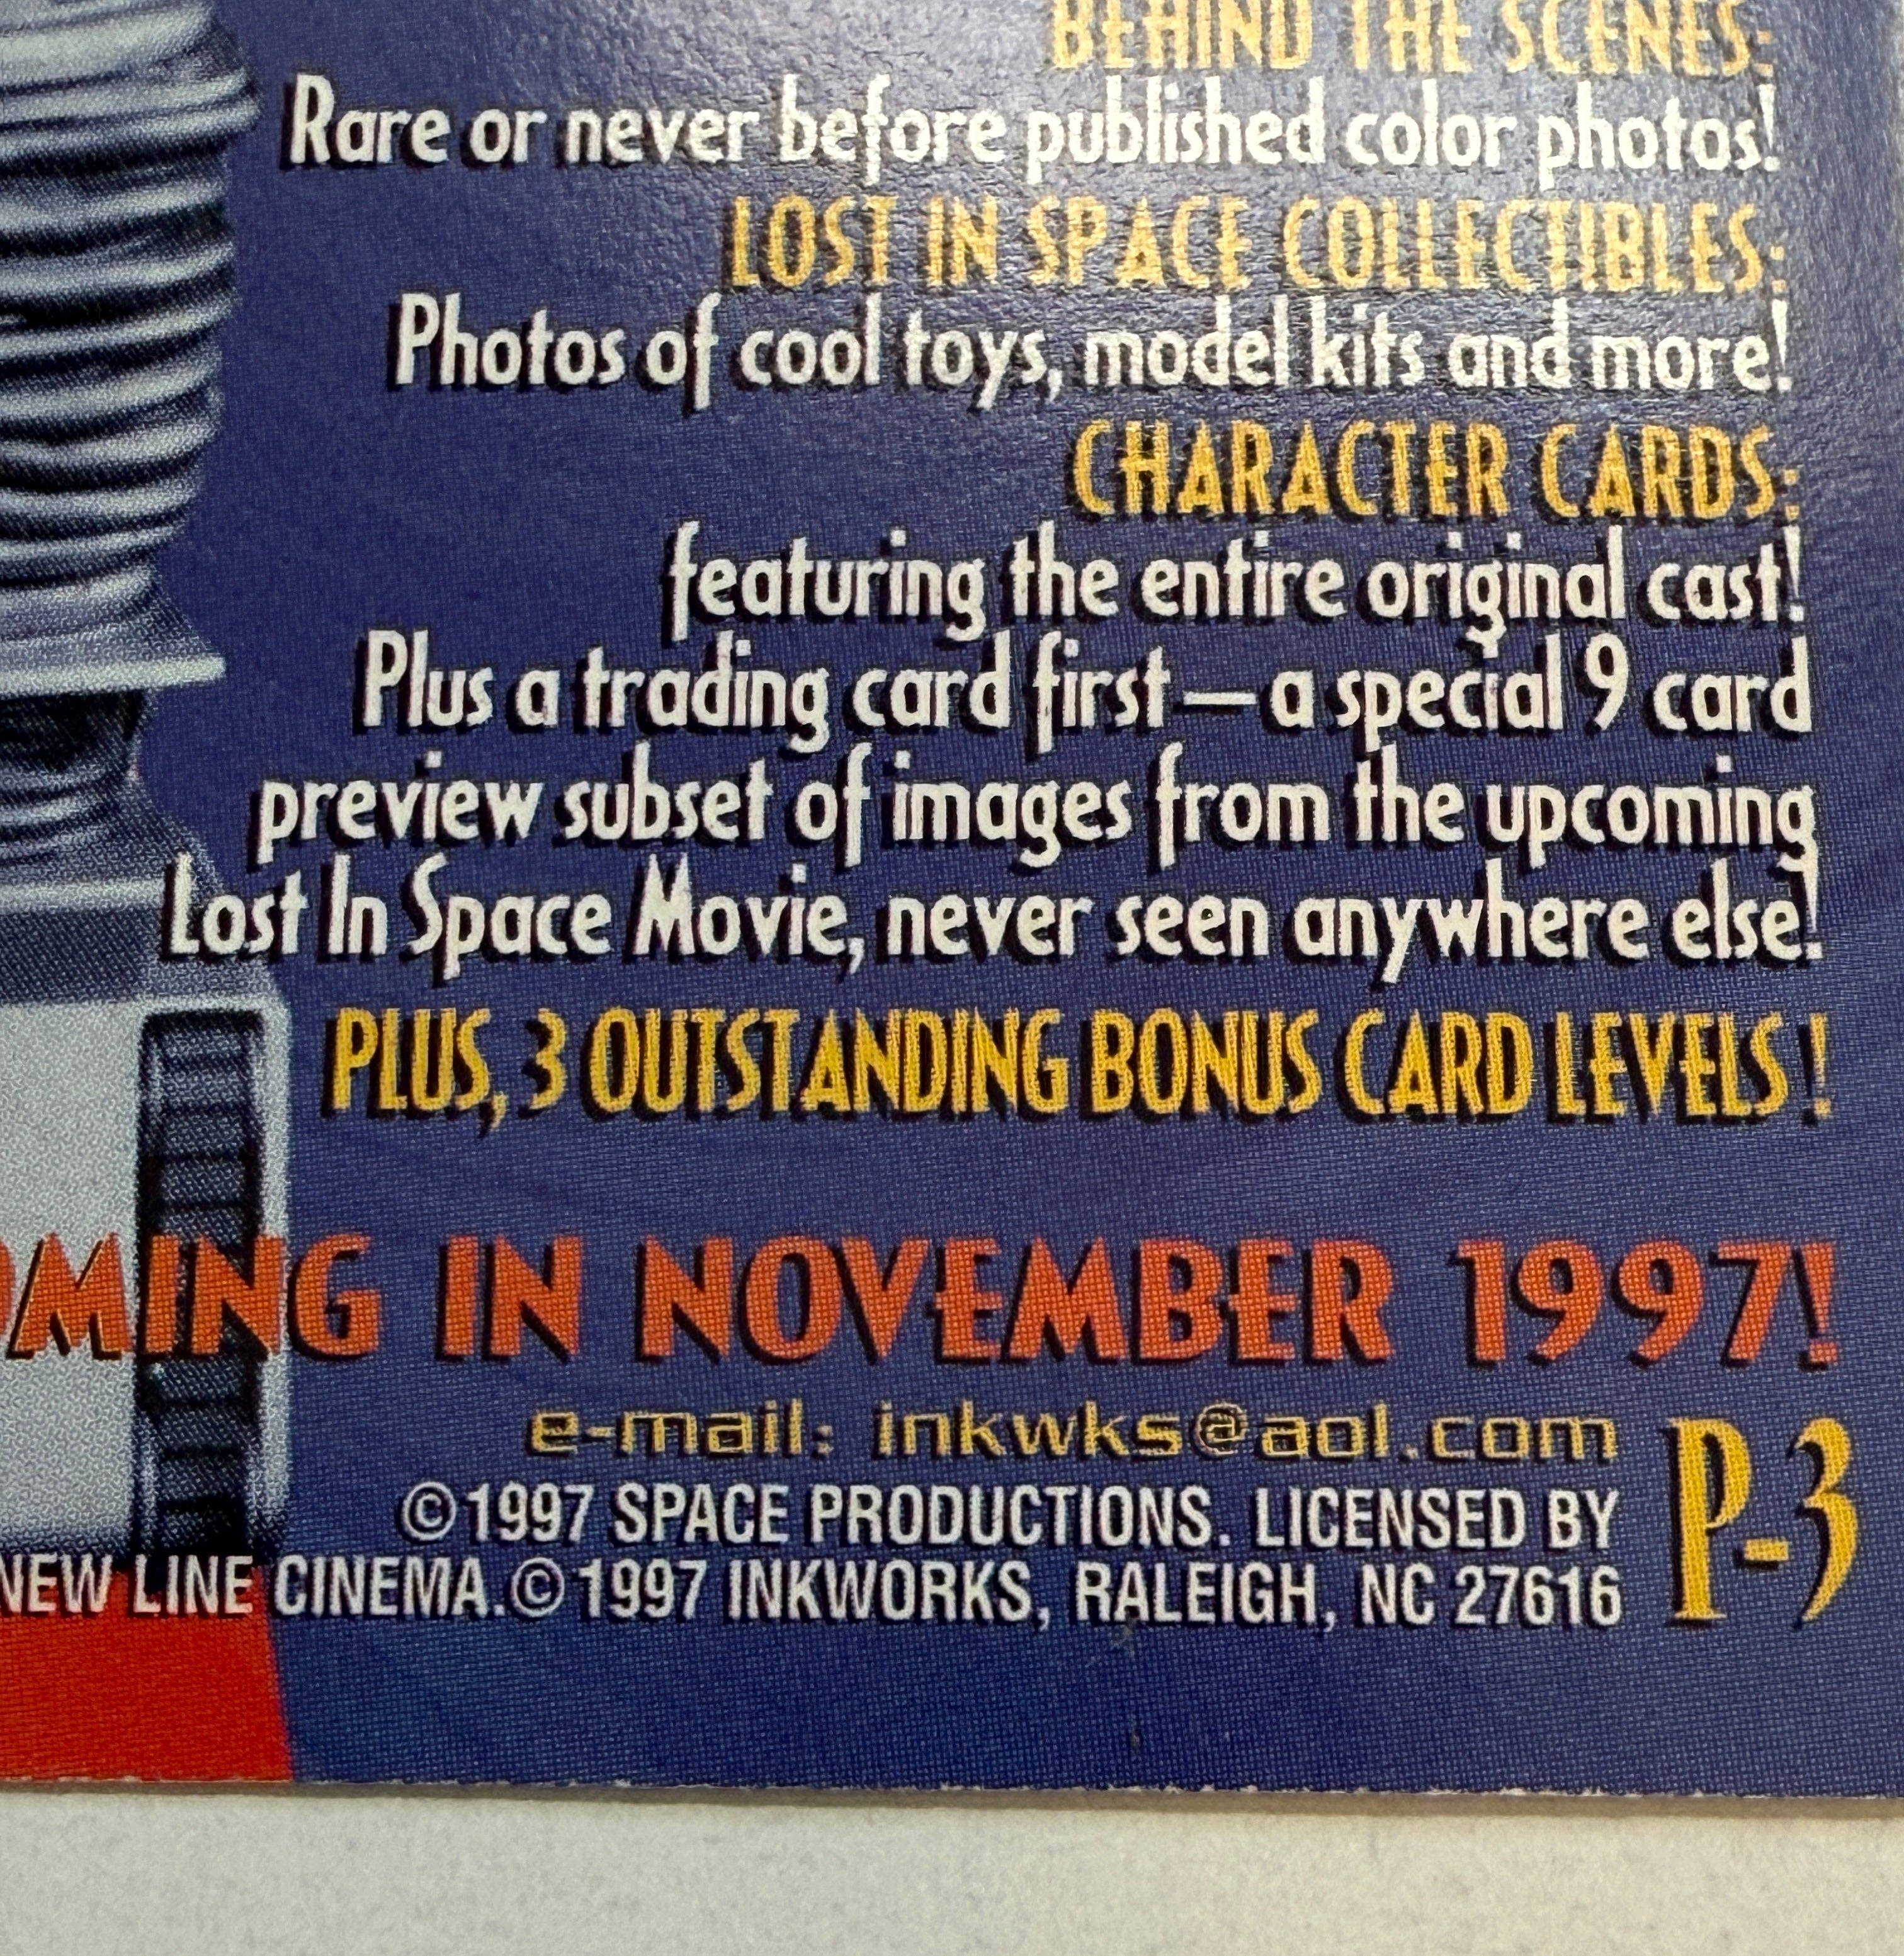 BEHIND THE SCENES:
Rare or never before published color photos!
LOST IN SPACE COLLECTIBLES:
Photos of cool toys, model kits and more!
CHARACTER CARDS:
featuring the entire original cast!
Plus a trading card first—a special 9 card
preview subset of images from the upcoming
Lost In Space Movie, never seen anywhere else!
PLUS, 3 OUTSTANDING BONUS CARD LEVELS!
OMING IN NOVEMBER 1997!
e-mail: inkwks@aol.com
©1997 SPACE PRODUCTIONS. LICENSED BY
NEW LINE CINEMA.©1997 INKWORKS, RALEIGH, NC 27616
P-3